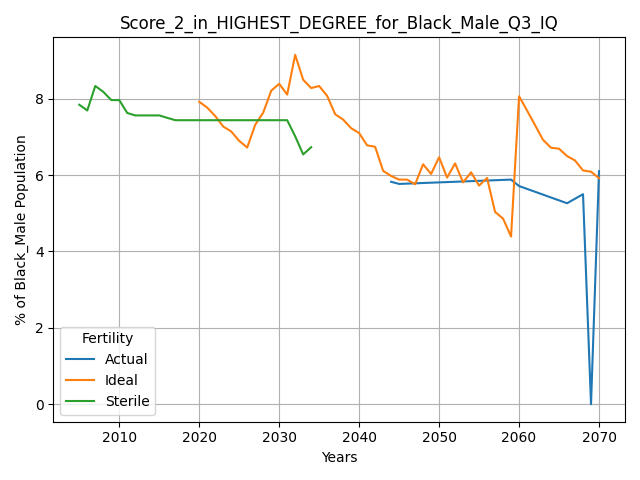 Score_2_in_HIGHEST_DEGREE_for_Black_Male_Q3_IQ
% of Black_Male Population
8
6
4
2
0
Fertility
Actual
Ideal
Sterile
2010 2020 2030 2040 2050 2060 2070
Years